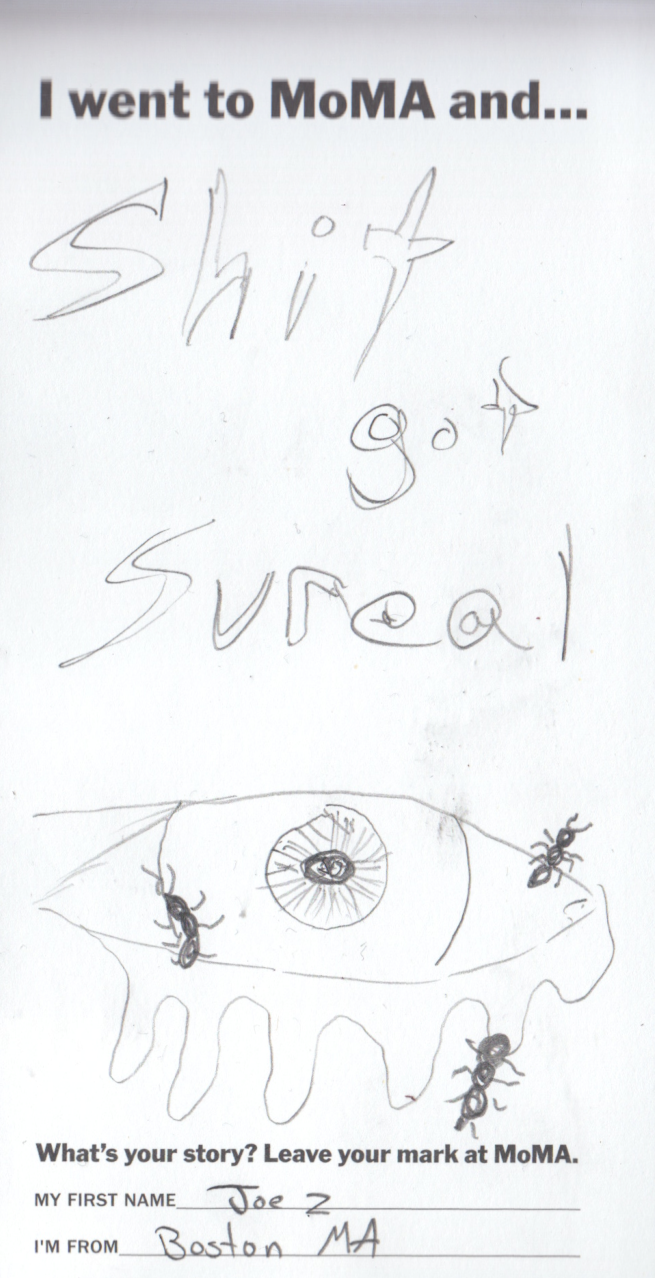 I went to MoMA and...
Shit
got
Sureal
What's your story? Leave your mark at MoMA.
MY FIRST NAME Joe Z
I'M FROM Boston MA